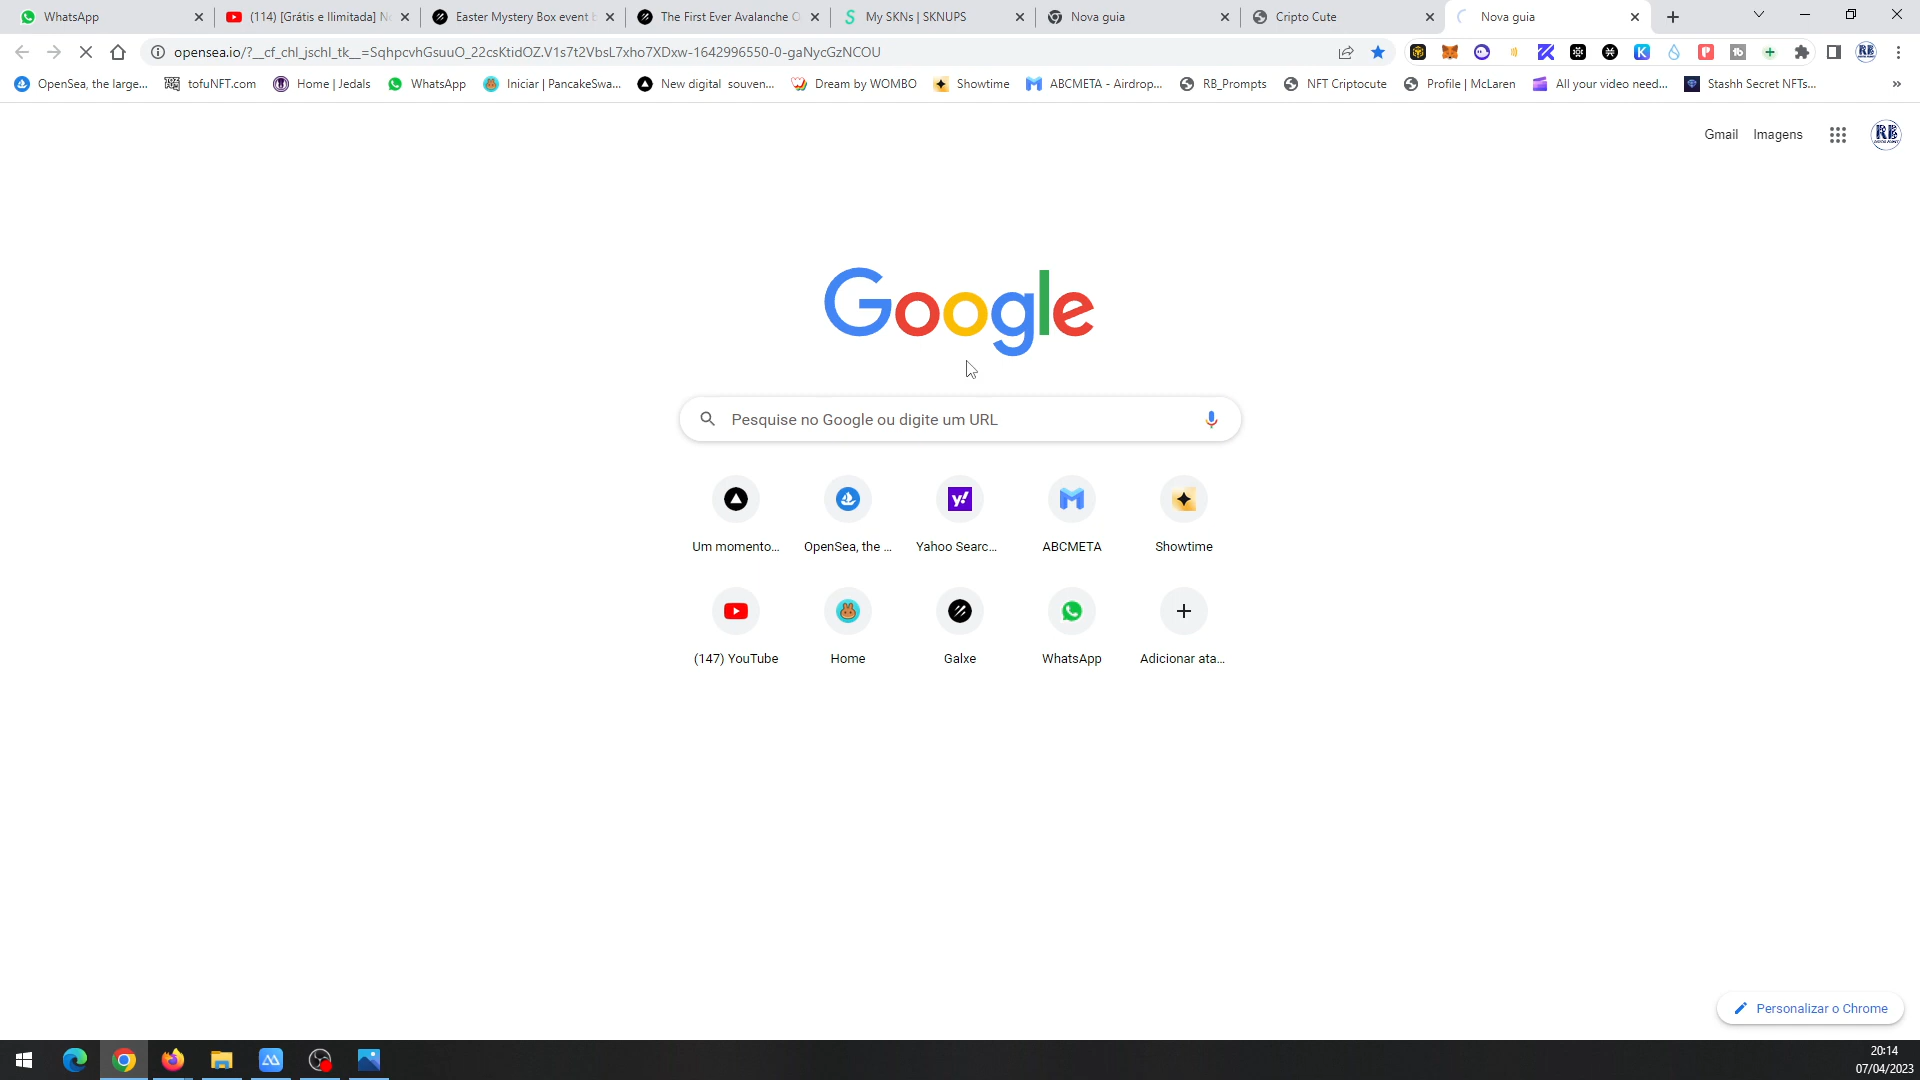 WhatsApp
(114) [Grátis e Ilimitada] N
Easter Mystery Box event b
The First Ever Avalanche O
My SKNs | SKNUPS
Nova guia
Cripto Cute
Nova guia
opensea.io/?__cf_chl_jschl_tk__=SqhpcvhGsuuO_22csKtidOZ.V1s7t2VbsL7xho7XDxw-1642996550-0-gaNycGzNCOU
OpenSea, the large...
tofuNFT.com
Home | Jedals
WhatsApp
Iniciar | PancakeSwa...
New digital souven...
Dream by WOMBO
Showtime
ABCMETA - Airdrop...
RB_Prompts
NFT Criptocute
Profile | McLaren
All your video need...
Stashh Secret NFTs...
»
Gmail
Imagens
RB
Google
Pesquise no Google ou digite um URL
Um momento...
OpenSea, the ...
Yahoo Searc...
ABCMETA
Showtime
(147) YouTube
Home
Galxe
WhatsApp
Adicionar ata...
Personalizar o Chrome
20:14
07/04/2023